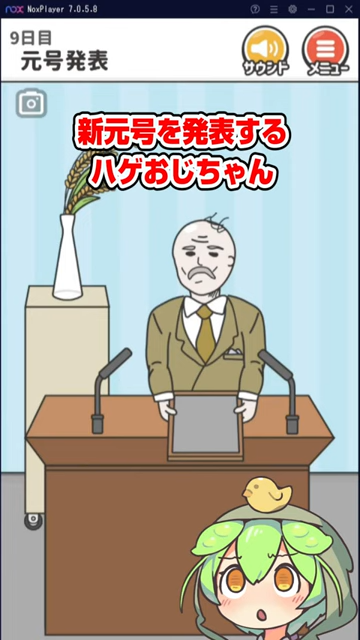 nox NoxPlayer 7.0.5.8
9日目
元号発表
サウンド
メニュー
新元号を発表する
ハゲおじちゃん